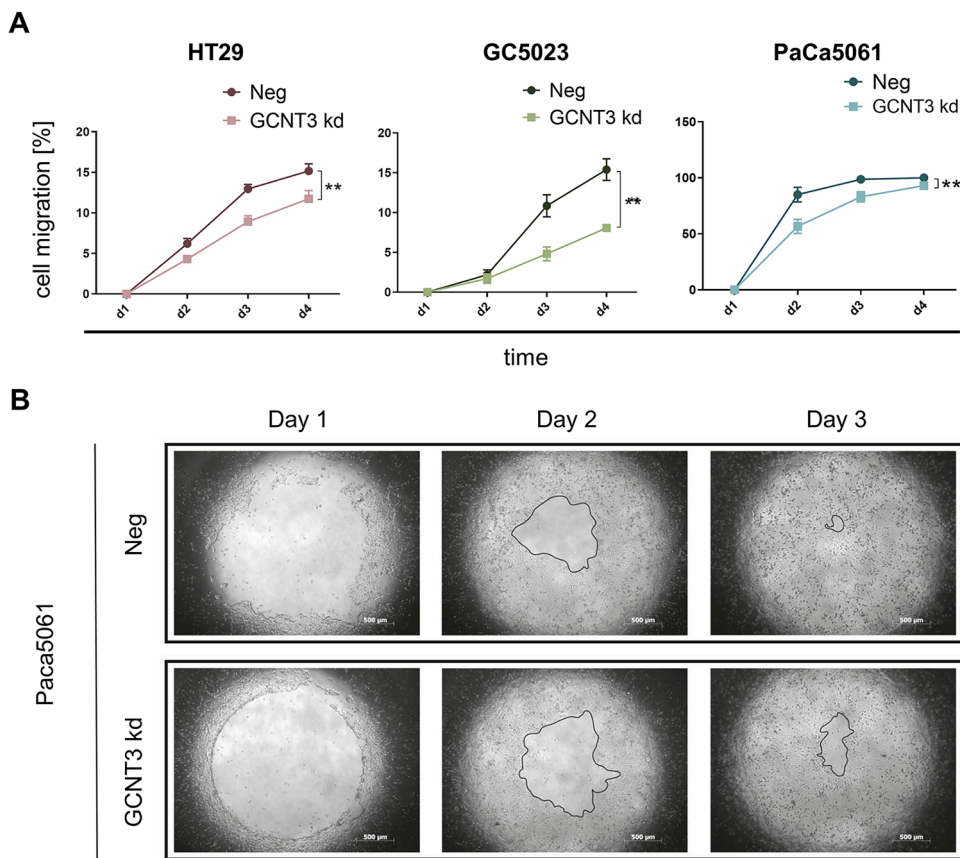 A
HT29
Neg
GCNT3 kd
GC5023
Neg
GCNT3 kd
PaCa5061
Neg
GCNT3 kd
cell migration [%]
20
15
10
5
0
**
d1 d2 d3 d4
20
15
10
5
0
**
d1 d2 d3 d4
150
100
50
0
**
d1 d2 d3 d4
time
B
Day 1 Day 2 Day 3
Paca5061
Neg
500 µm 500 µm 500 µm
GCNT3 kd
500 µm 500 µm 500 µm